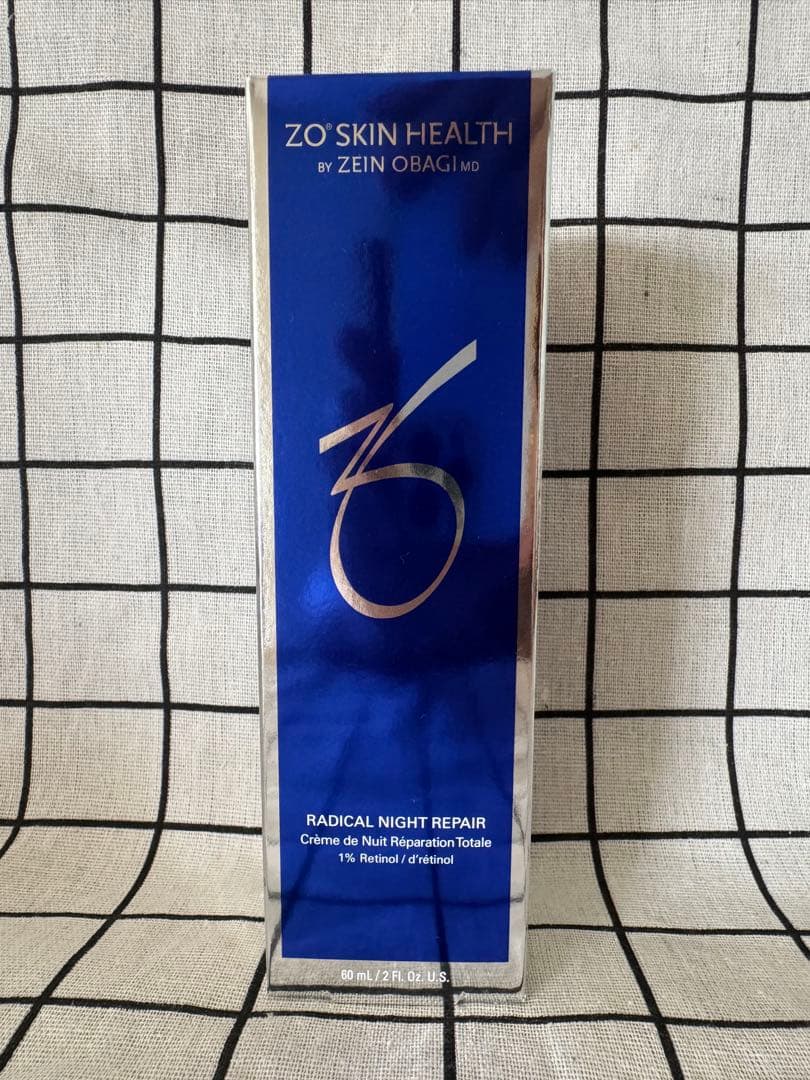 ZO® SKIN HEALTH
BY ZEIN OBAGI MD
ZO
RADICAL NIGHT REPAIR
Crème de Nuit Réparation Totale
1% Retinol / d'rétinol
60 mL / 2 Fl. Oz. U.S.